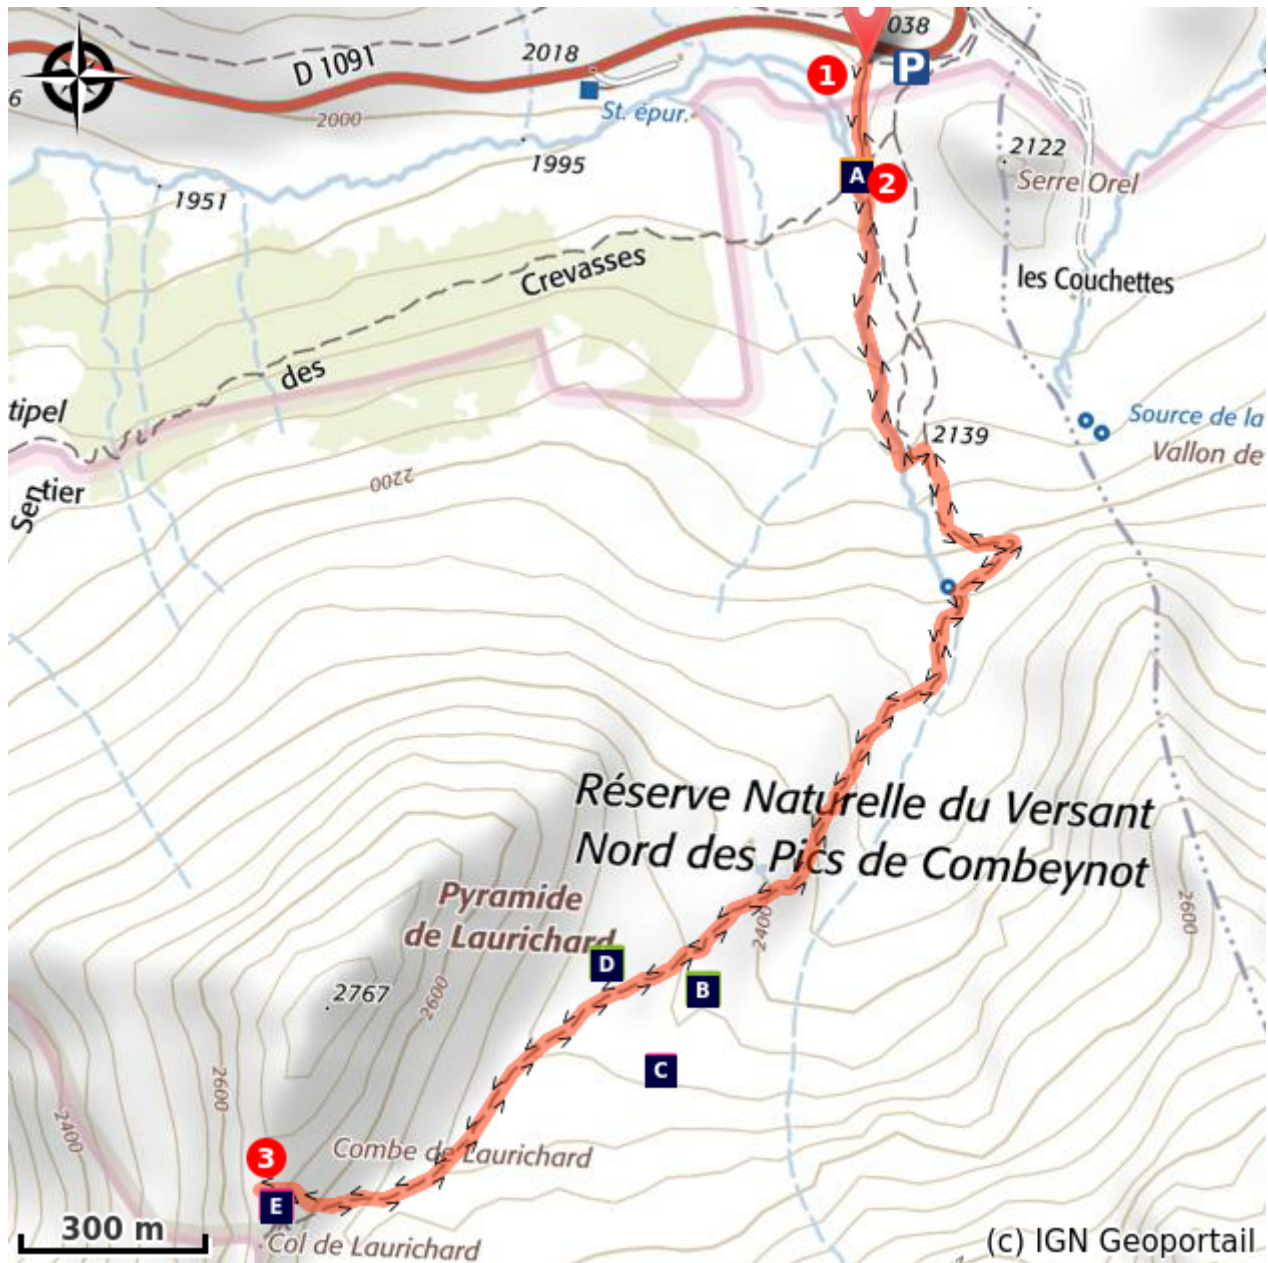 038
D 1091
2018
P
1
6
2000
St. épur.
2122
1995
A
2
Serre Orel
1951
Crevasses
les Couchettes
des
tipel
2139
Source de la
Vallon de
2200
Sentier
Réserve Naturelle du Versant
Nord des Pics de Combeynot
Pyramide
de Laurichard
2400
2600
D
B
2767
2600
C
2600
2400
3
Combe de Laurichard
E
300 m
Col de Laurichard
(c) IGN Geoportail